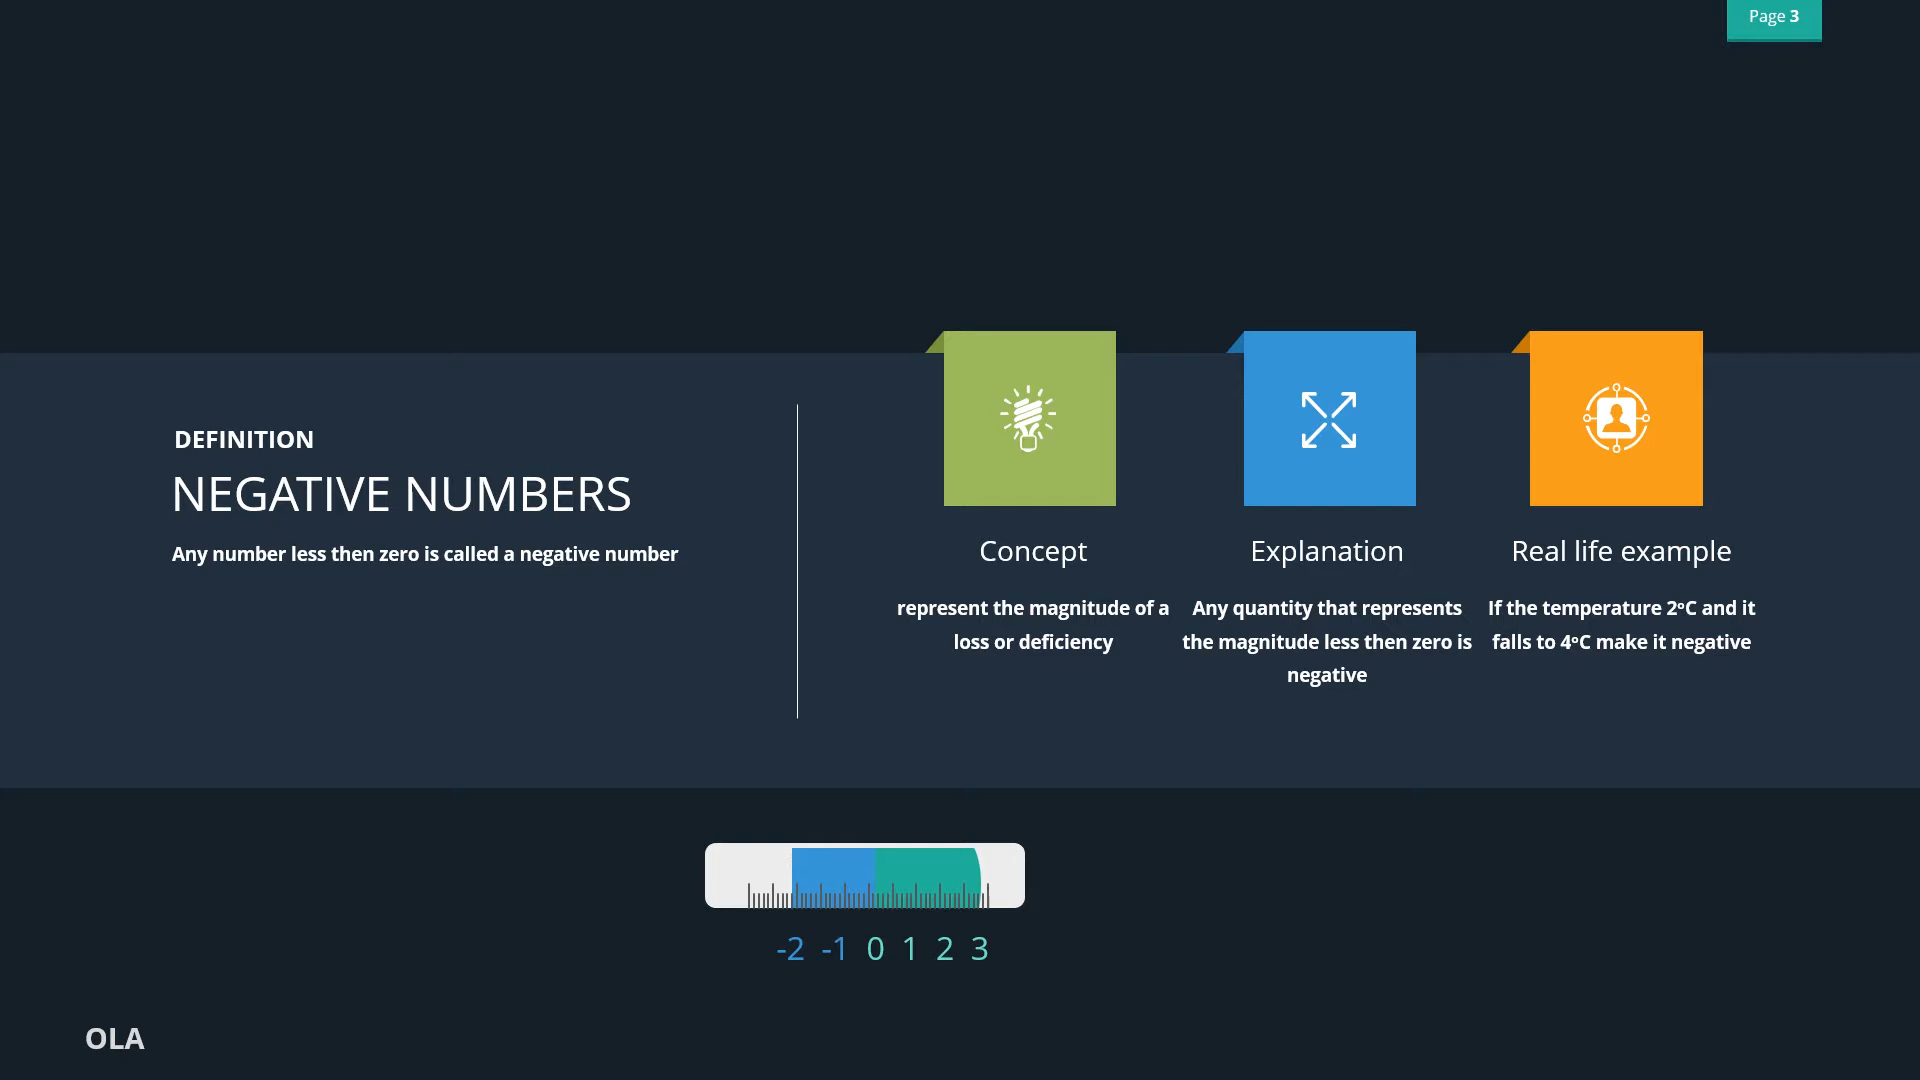 Page 3
DEFINITION
NEGATIVE NUMBERS
Any number less then zero is called a negative number
Concept
represent the magnitude of a
loss or deficiency
Explanation
Any quantity that represents
the magnitude less then zero is
negative
Real life example
If the temperature 2ºC and it
falls to 4ºC make it negative
-2 -1 0 1 2 3
OLA